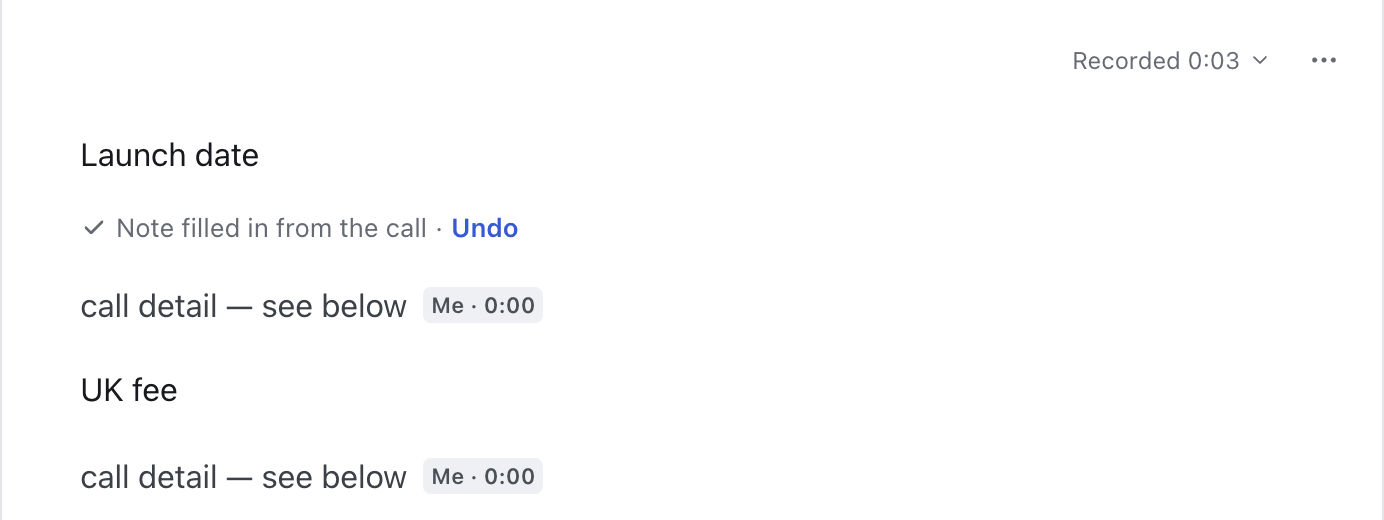 Recorded 0:03
Launch date
Note filled in from the call · Undo
call detail — see below Me · 0:00
UK fee
call detail — see below Me · 0:00